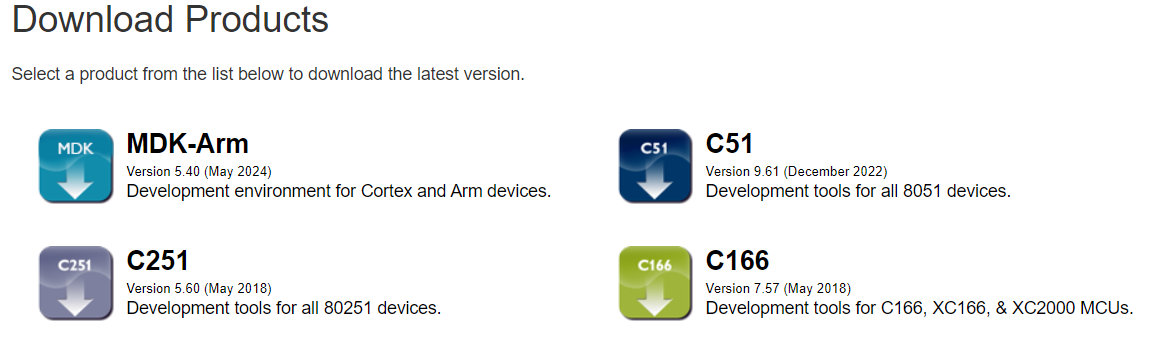 Download Products
Select a product from the list below to download the latest version.
MDK
MDK-Arm
Version 5.40 (May 2024)
Development environment for Cortex and Arm devices.
C51
C51
Version 9.61 (December 2022)
Development tools for all 8051 devices.
C251
C251
Version 5.60 (May 2018)
Development tools for all 80251 devices.
C166
C166
Version 7.57 (May 2018)
Development tools for C166, XC166, & XC2000 MCUs.